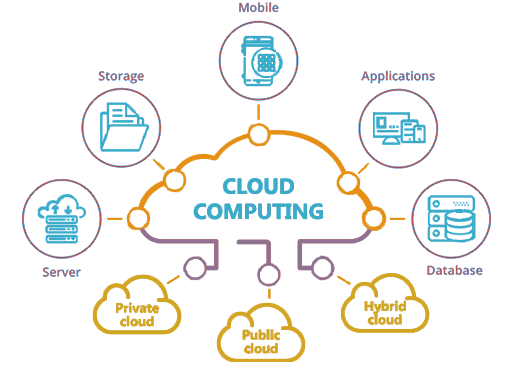 Mobile
Storage
Applications
CLOUD
COMPUTING
Server
Database
Private
cloud
Public
cloud
Hybrid
cloud